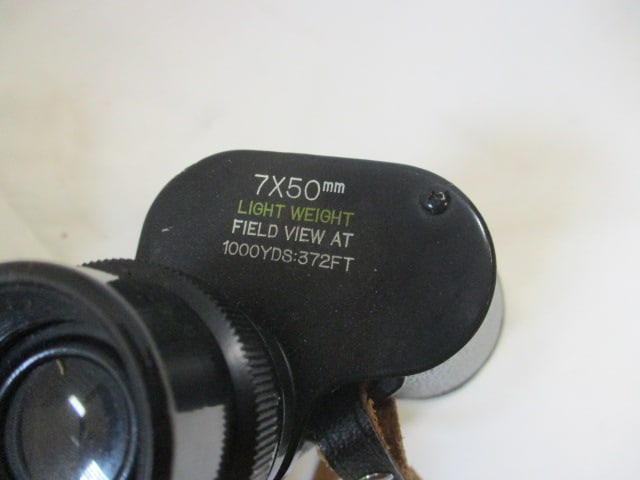 7X50mm
LIGHT WEIGHT
FIELD VIEW AT
1000YDS:372FT